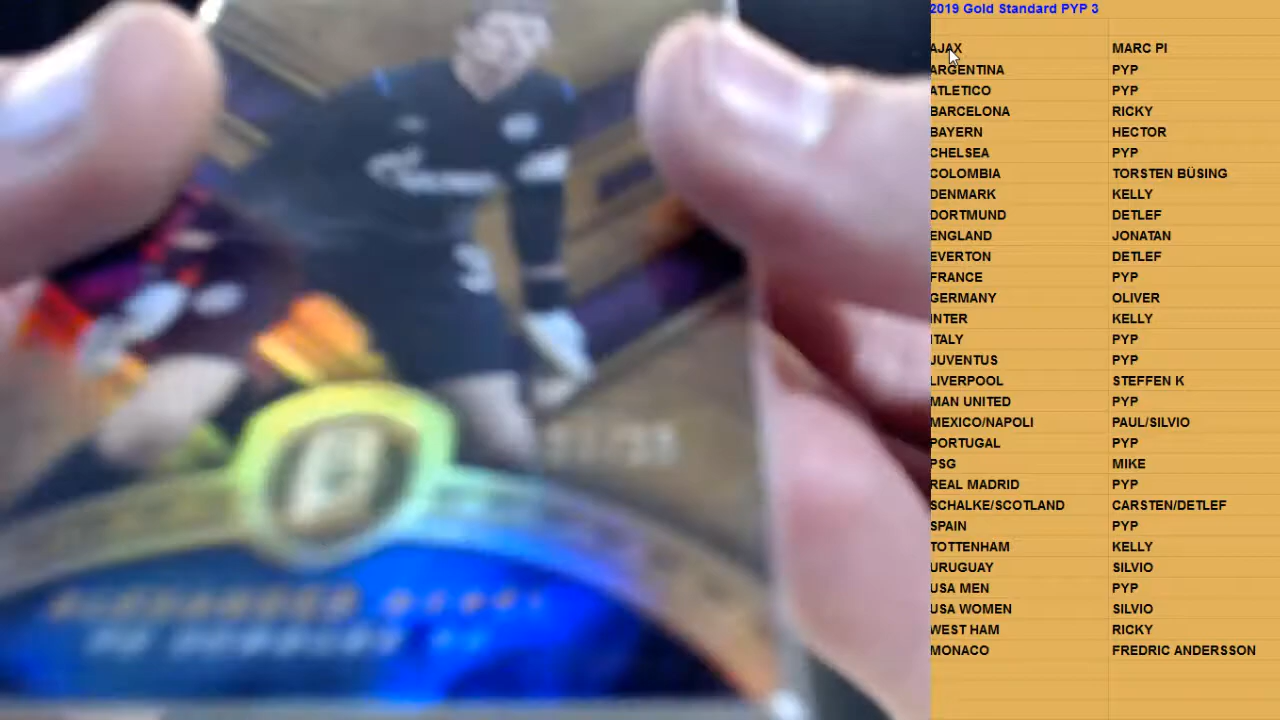 2019 Gold Standard PYP 3
AJAX MARC PI
ARGENTINA PYP
ATLETICO PYP
BARCELONA RICKY
BAYERN HECTOR
CHELSEA PYP
COLOMBIA TORSTEN BÜSING
DENMARK KELLY
DORTMUND DETLEF
ENGLAND JONATAN
EVERTON DETLEF
FRANCE PYP
GERMANY OLIVER
INTER KELLY
ITALY PYP
JUVENTUS PYP
LIVERPOOL STEFFEN K
MAN UNITED PYP
MEXICO/NAPOLI PAUL/SILVIO
PORTUGAL PYP
PSG MIKE
REAL MADRID PYP
SCHALKE/SCOTLAND CARSTEN/DETLEF
SPAIN PYP
TOTTENHAM KELLY
URUGUAY SILVIO
USA MEN PYP
USA WOMEN SILVIO
WEST HAM RICKY
MONACO FREDRIC ANDERSSON
ALEXANDER